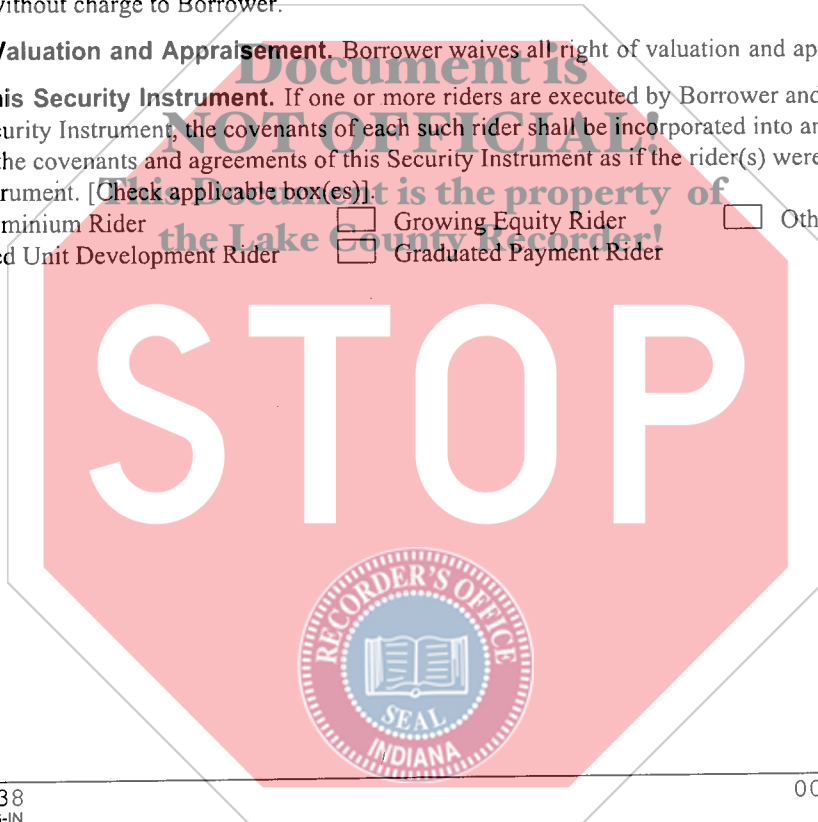 without charge to Borrower.
Valuation and Appraisement. Borrower waives all right of valuation and ap
Document is
his Security Instrument. If one or more riders are executed by Borrower and
curity Instrument, the covenants of each such rider shall be incorporated into an
NOT OFFICIAL!
the covenants and agreements of this Security Instrument as if the rider(s) were
rument. [Check applicable box(es)].
This Document is the property of
minium Rider Growing Equity Rider Oth
the Lake County Recorder!
ed Unit Development Rider Graduated Payment Rider
STOP
RECORDER'S OFFICE
SEAL
INDIANA
38 00
-IN